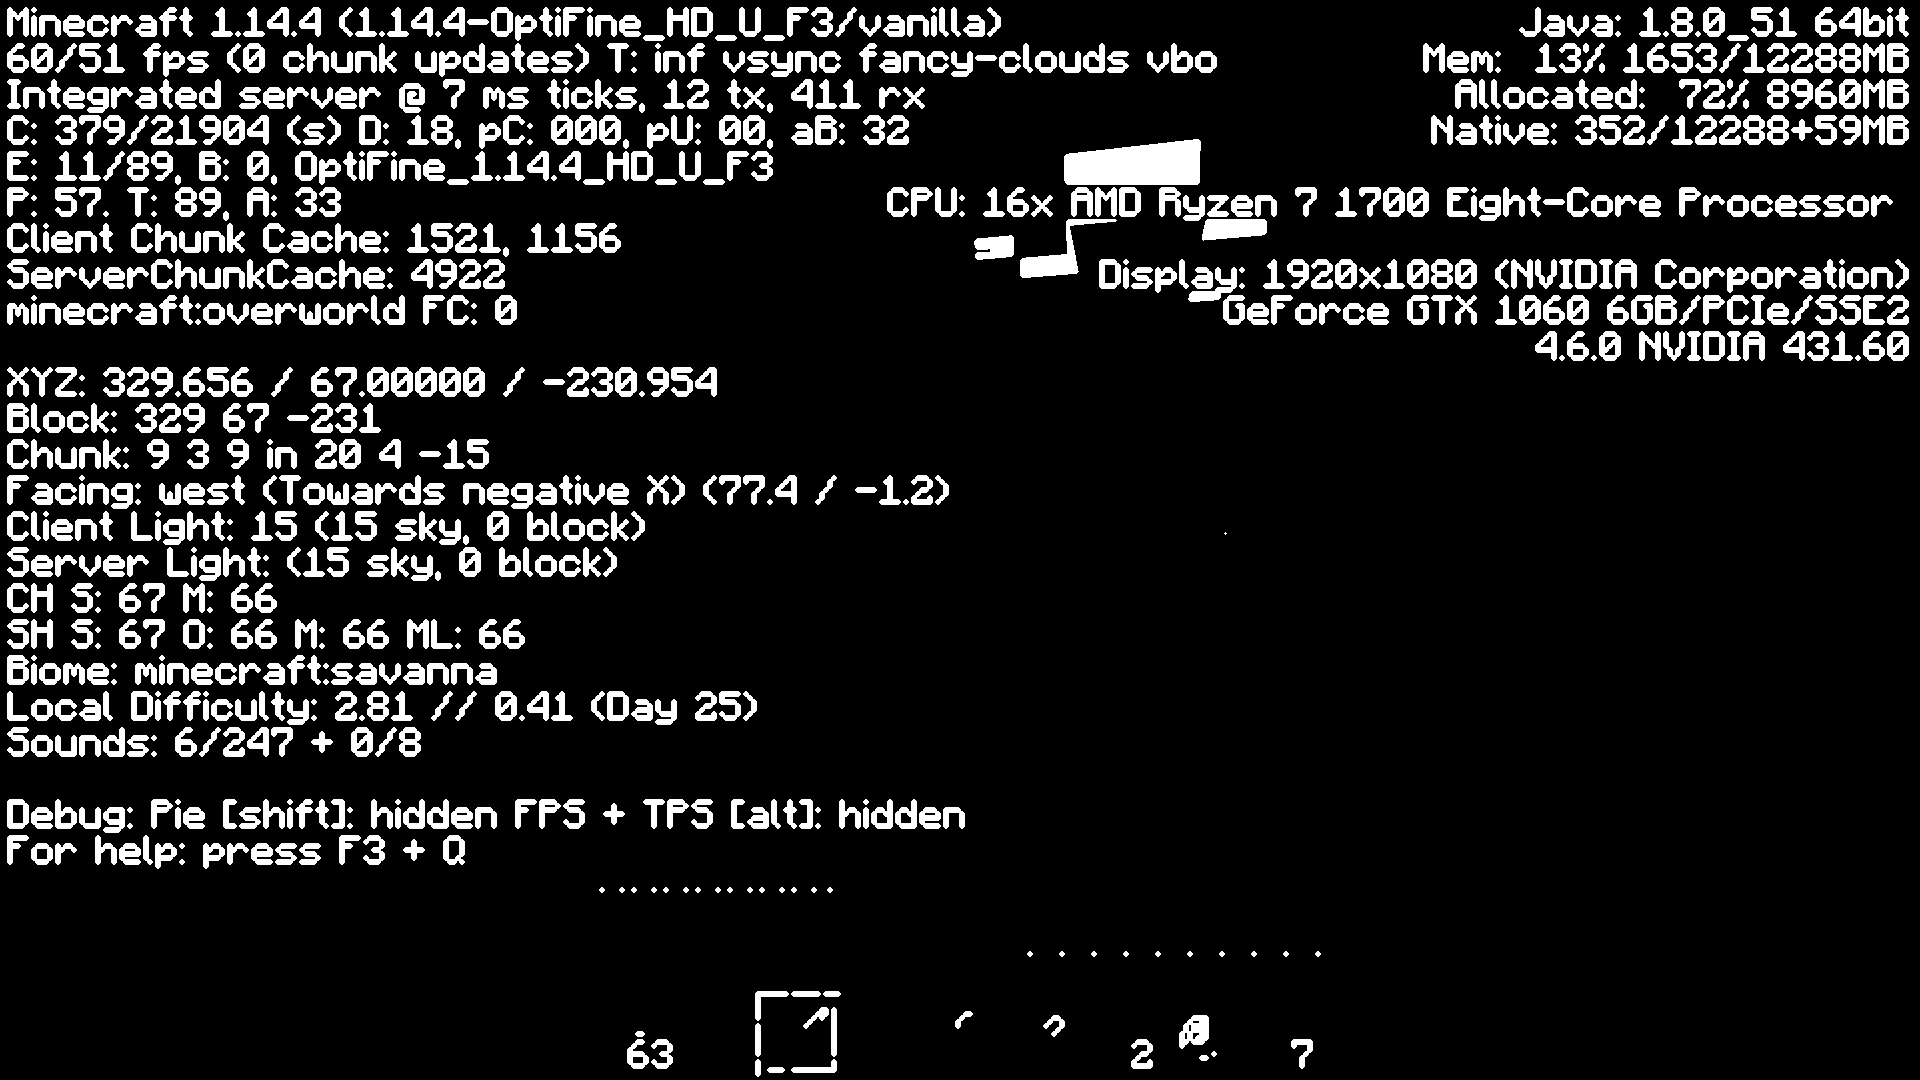 Minecraft 1.14.4 (1.14.4-OptiFine_HD_U_F3/vanilla)
60/51 fps (0 chunk updates) T: inf vsync fancy-clouds vbo
Integrated server @ 7 ms ticks, 12 tx, 411 rx
C: 379/21904 (s) D: 18, pC: 000, pU: 00, aB: 32
E: 11/89, B: 0, OptiFine_1.14.4_HD_U_F3
P: 57. T: 89, A: 33
Client Chunk Cache: 1521, 1156
ServerChunkCache: 4922
minecraft:overworld FC: 0
XYZ: 329.656 / 67.00000 / -230.954
Block: 329 67 -231
Chunk: 9 3 9 in 20 4 -15
Facing: west (Towards negative X) (77.4 / -1.2)
Client Light: 15 (15 sky, 0 block)
Server Light: (15 sky, 0 block)
CH S: 67 M: 66
SH S: 67 O: 66 M: 66 ML: 66
Biome: minecraft:savanna
Local Difficulty: 2.81 // 0.41 (Day 25)
Sounds: 6/247 + 0/8
Debug: Pie [shift]: hidden FPS + TPS [alt]: hidden
For help: press F3 + Q
Java: 1.8.0_51 64bit
Mem: 13% 1653/12288MB
Allocated: 72% 8960MB
Native: 352/12288+59MB
CPU: 16x AMD Ryzen 7 1700 Eight-Core Processor
Display: 1920x1080 (NVIDIA Corporation)
GeForce GTX 1060 6GB/PCIe/SSE2
4.6.0 NVIDIA 431.60
63 2 7